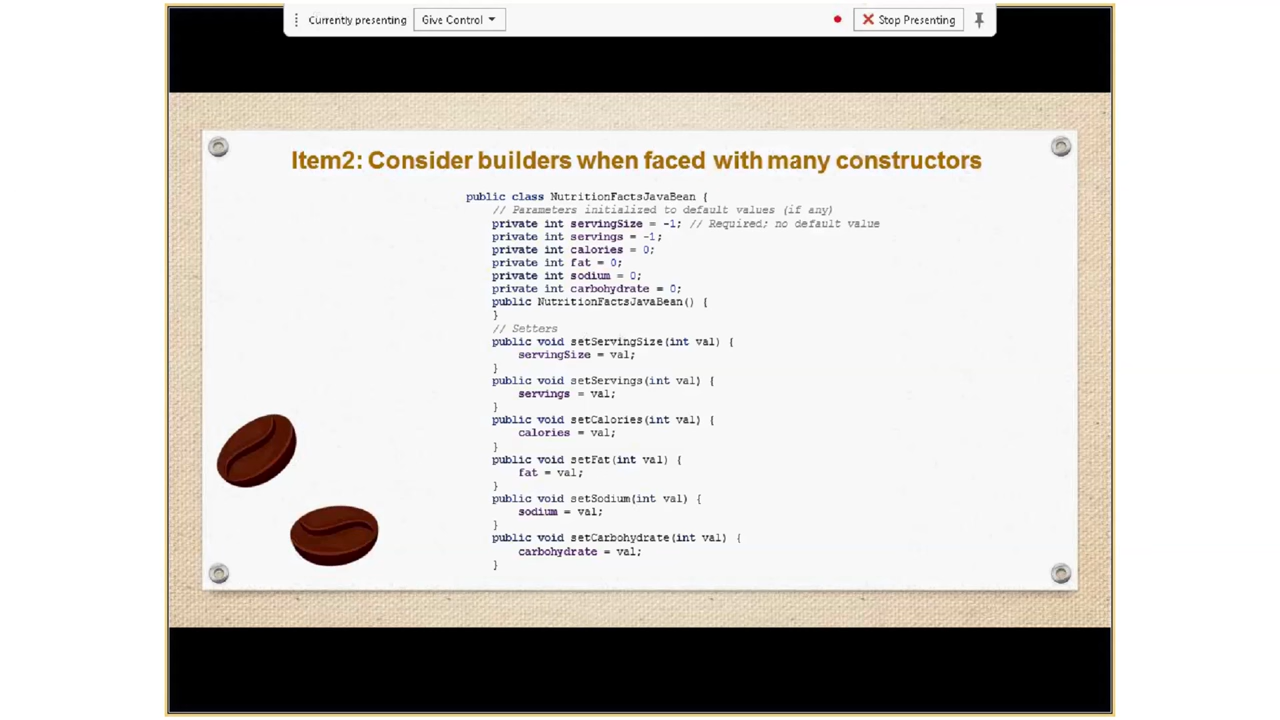 Currently presenting Give Control Stop Presenting
Item2: Consider builders when faced with many constructors
public class NutritionFactsJavaBean {
// Parameters initialized to default values (if any)
private int servingSize = -1; // Required; no default value
private int servings = -1;
private int calories = 0;
private int fat = 0;
private int sodium = 0;
private int carbohydrate = 0;
public NutritionFactsJavaBean() {
}
// Setters
public void setServingSize(int val) {
servingSize = val;
}
public void setServings(int val) {
servings = val;
}
public void setCalories(int val) {
calories = val;
}
public void setFat(int val) {
fat = val;
}
public void setSodium(int val) {
sodium = val;
}
public void setCarbohydrate(int val) {
carbohydrate = val;
}